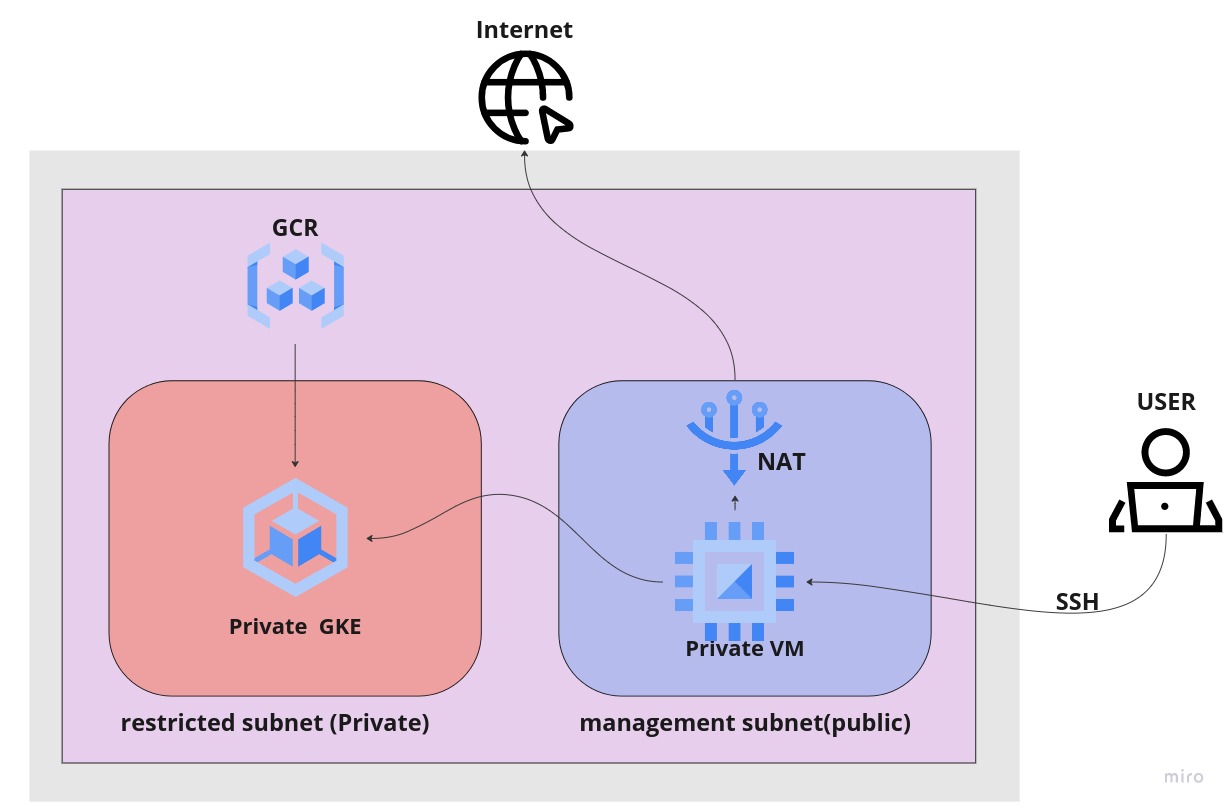 Internet
GCR
USER
NAT
SSH
Private  GKE
Private VM
restricted subnet (Private)
management subnet(public)
miro